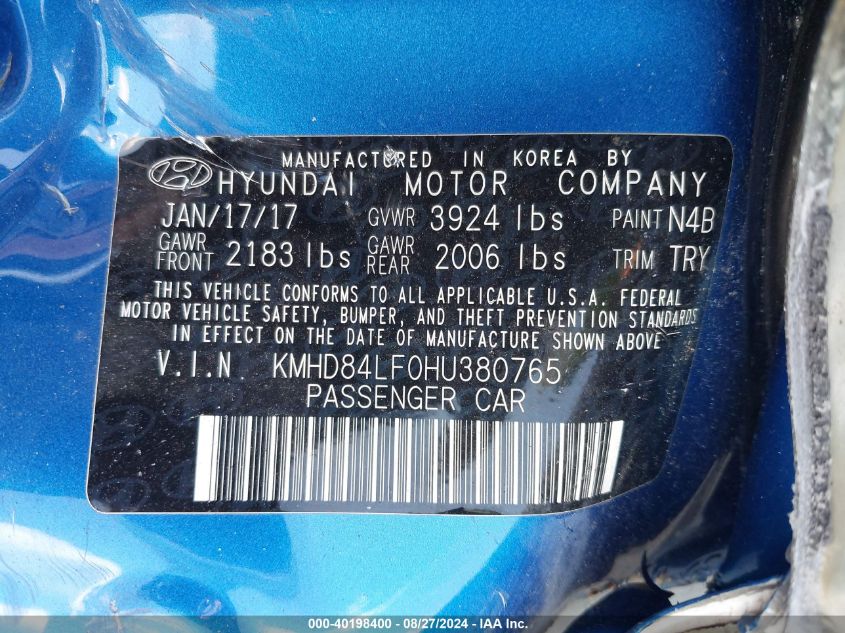 MANUFACTURED IN KOREA BY
HYUNDAI MOTOR COMPANY
JAN/17/17 GVWR 3924 lbs PAINT N4B
GAWR FRONT 2183 lbs GAWR REAR 2006 lbs TRIM TRY
THIS VEHICLE CONFORMS TO ALL APPLICABLE U.S.A. FEDERAL
MOTOR VEHICLE SAFETY, BUMPER, AND THEFT PREVENTION STANDARDS
IN EFFECT ON THE DATE OF MANUFACTURE SHOWN ABOVE
V.I.N. KMHD84LF0HU380765
PASSENGER CAR
000-40198400 - 08/27/2024 - IAA Inc.